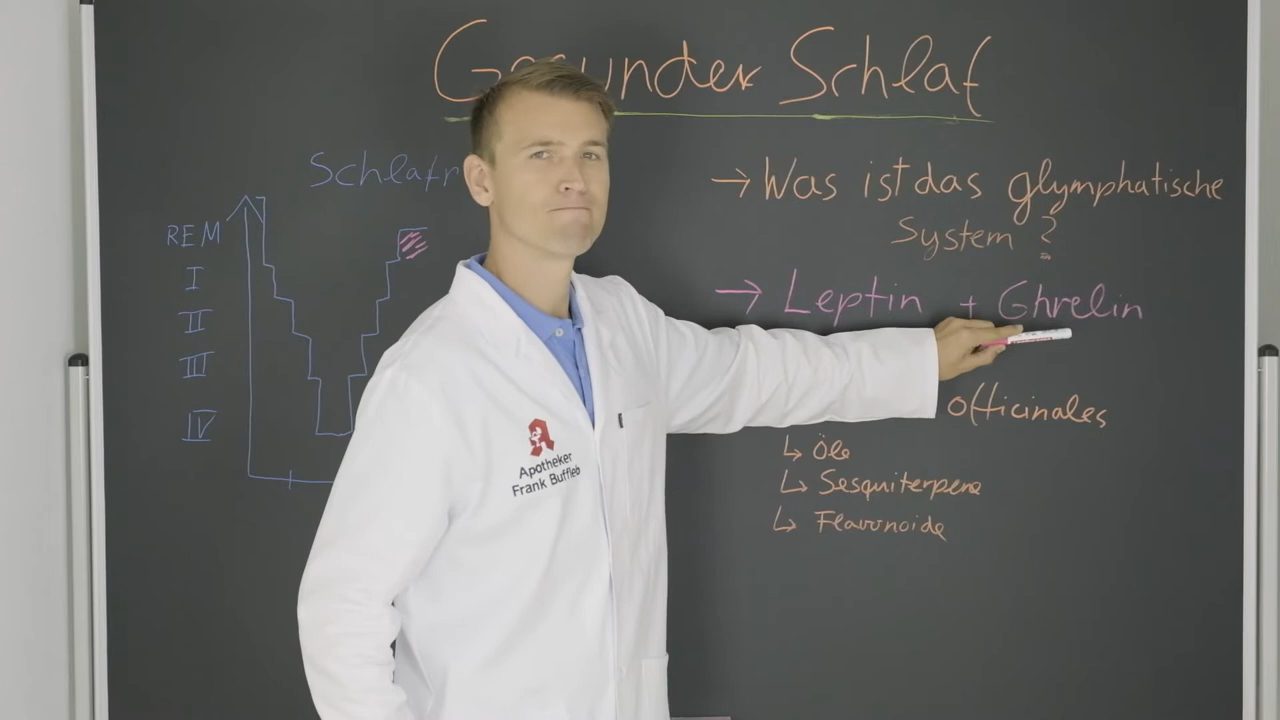 Gesunder Schlaf
Schlafr
REM
I
II
III
IV
→ Was ist das glymphatische
System ?
→ Leptin + Ghrelin
officinales
↳ Öle
↳ Sesquiterpene
↳ Flavonoide
A
Apotheker
Frank Buffleb